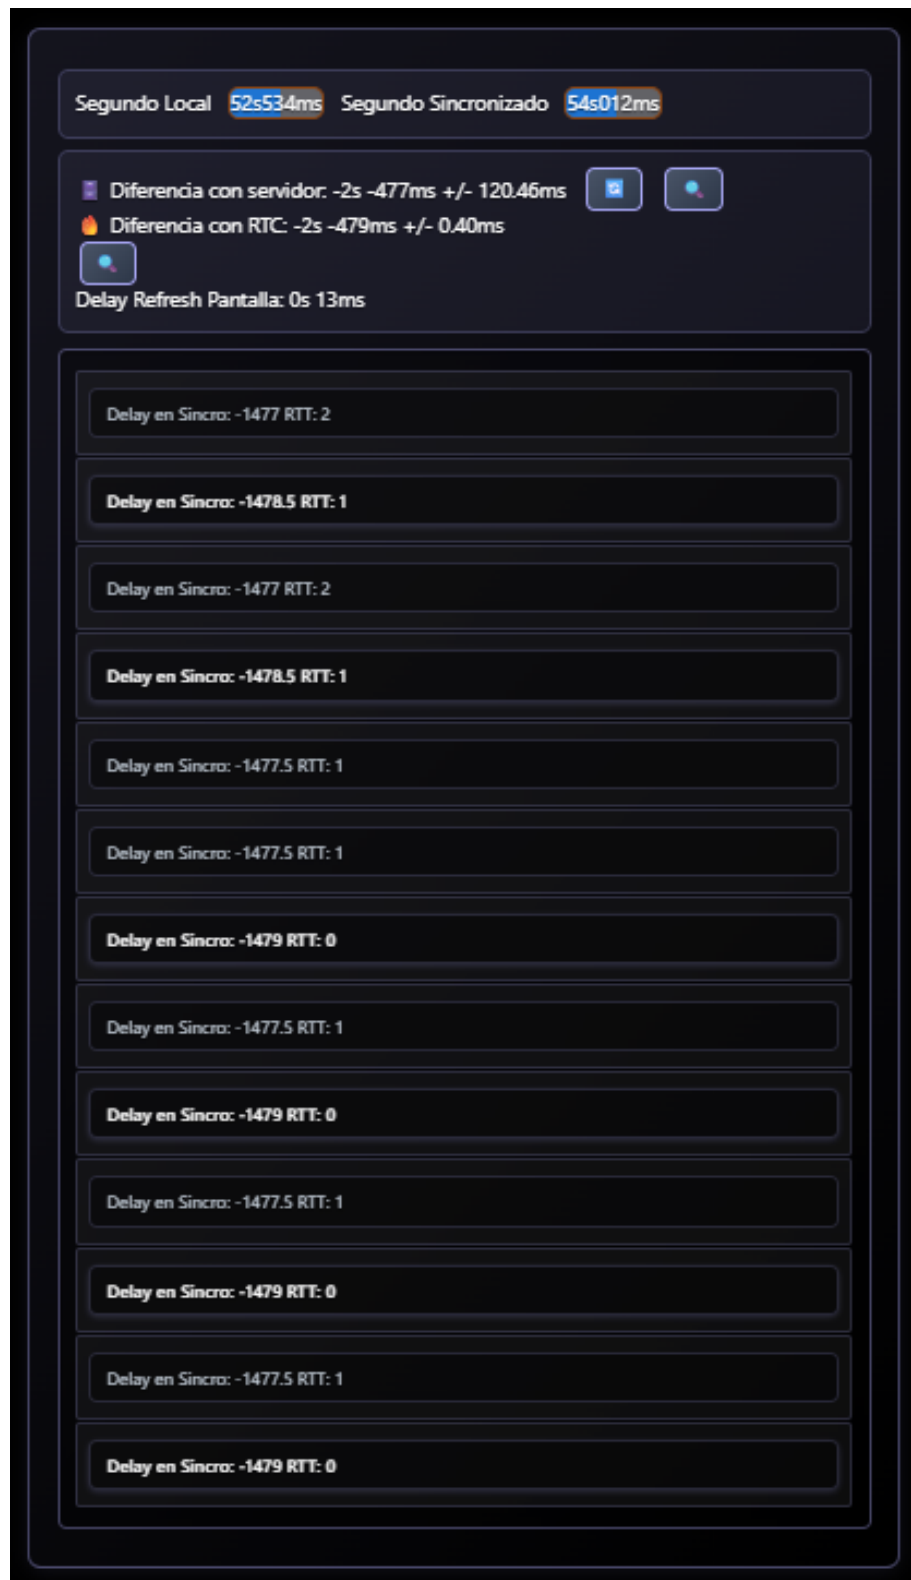 Segundo Local 52s534ms Segundo Sincronizado 54s012ms
Diferencia con servidor: -2s -477ms +/- 120.46ms
Diferencia con RTC: -2s -479ms +/- 0.40ms
Delay Refresh Pantalla: 0s 13ms
Delay en Sincro: -1477 RTT: 2
Delay en Sincro: -1478.5 RTT: 1
Delay en Sincro: -1477 RTT: 2
Delay en Sincro: -1478.5 RTT: 1
Delay en Sincro: -1477.5 RTT: 1
Delay en Sincro: -1477.5 RTT: 1
Delay en Sincro: -1479 RTT: 0
Delay en Sincro: -1477.5 RTT: 1
Delay en Sincro: -1479 RTT: 0
Delay en Sincro: -1477.5 RTT: 1
Delay en Sincro: -1479 RTT: 0
Delay en Sincro: -1477.5 RTT: 1
Delay en Sincro: -1479 RTT: 0